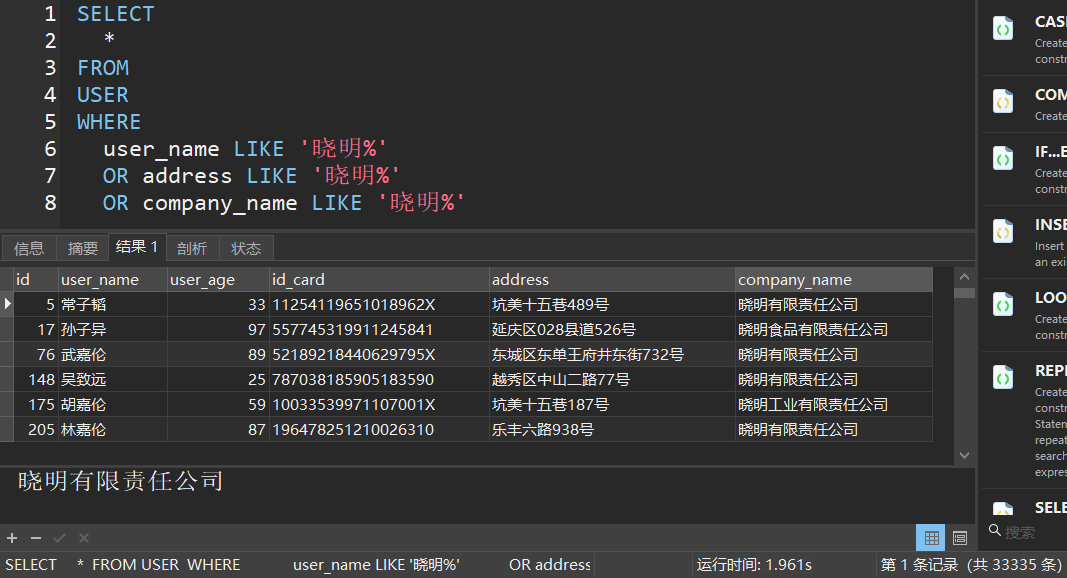 1 SELECT
2 *
3 FROM
4 USER
5 WHERE
6 user_name LIKE '晓明%'
7 OR address LIKE '晓明%'
8 OR company_name LIKE '晓明%'
信息 摘要 结果 1 剖析 状态
id user_name user_age id_card address company_name
5 常子韬 33 11254119651018962X 坑美十五巷489号 晓明有限责任公司
17 孙子异 97 557745319911245841 延庆区028县道526号 晓明食品有限责任公司
76 武嘉伦 89 52189218440629795X 东城区东单王府井东街732号 晓明有限责任公司
148 吴致远 25 787038185905183590 越秀区中山二路77号 晓明有限责任公司
175 胡嘉伦 59 10033539971107001X 坑美十五巷187号 晓明工业有限责任公司
205 林嘉伦 87 196478251210026310 乐丰六路938号 晓明有限责任公司
晓明有限责任公司
SELECT * FROM USER WHERE user_name LIKE '晓明%' OR address
运行时间: 1.961s
第 1 条记录 (共 33335 条)
CAS
Create
constr
COM
Create
IF...E
Create
constr
INSE
Insert
an exi
LOO
Create
constr
REPE
Create
constr
Staten
repeat
search
expres
SELE
搜索